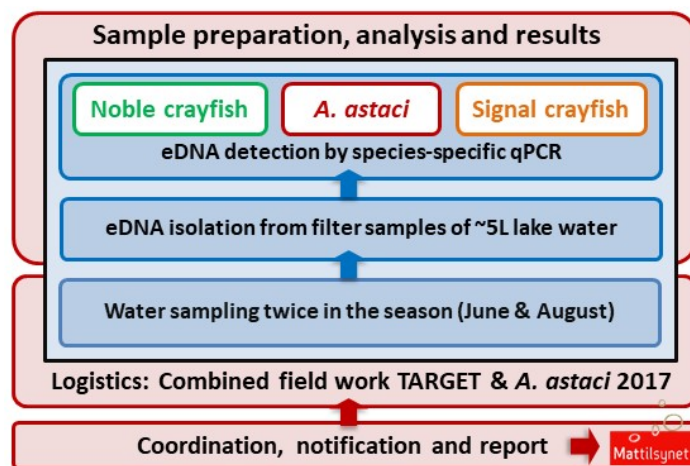 Sample preparation, analysis and results
Noble crayfish
A. astaci
Signal crayfish
eDNA detection by species-specific qPCR
eDNA isolation from filter samples of ~5L lake water
Water sampling twice in the season (June & August)
Logistics: Combined field work TARGET & A. astaci 2017
Coordination, notification and report
Mattilsynet